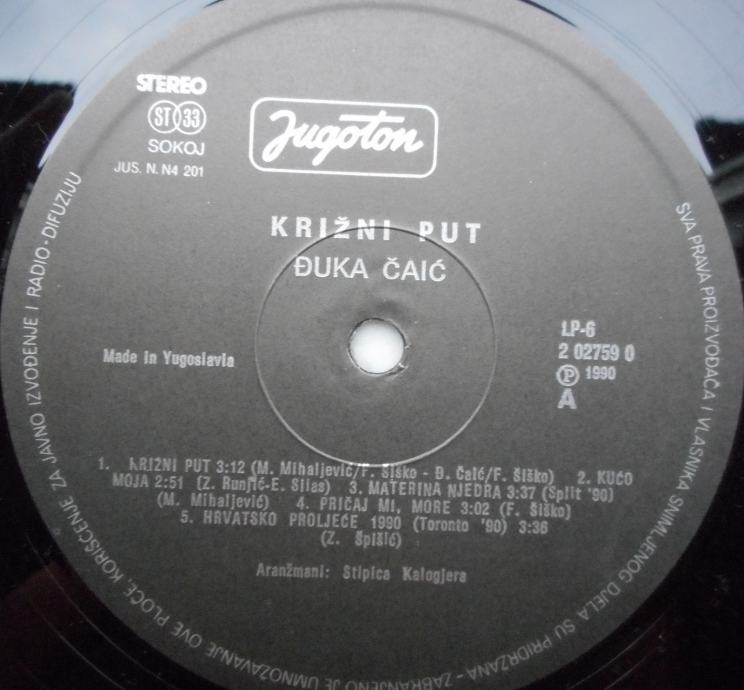 STEREO
ST 33
SOKOJ
JUS. N. N4 201
Jugoton
KRIŽNI PUT
ĐUKA ČAIĆ
Made in Yugoslavia
LP-6
2 02759 0
Ⓟ 1990
A
1. KRIŽNI PUT 3:12 (M. Mihaljević/F. Šiško - Đ. Čaić/F. Šiško) 2. KUĆO
MOJA 2:51 (Z. Runjić-E. Silas) 3. MATERINA NJEDRA 3:37 (Split '90)
(M. Mihaljević) 4. PRIČAJ MI, MORE 3:02 (F. Šiško)
5. HRVATSKO PROLJEĆE 1990 (Toronto '90) 3:36
(Z. Špišić)
Aranžmani: Stipica Kalogjera
SVA PRAVA PROIZVOĐAČA I VLASNIKA SNIMLJENOG DJELA SU PRIDRŽANA - ZABRANJENO JE UMNOŽAVANJE OVE PLOČE, KORIŠĆENJE ZA JAVNO IZVOĐENJE I RADIO-DIFUZIJU